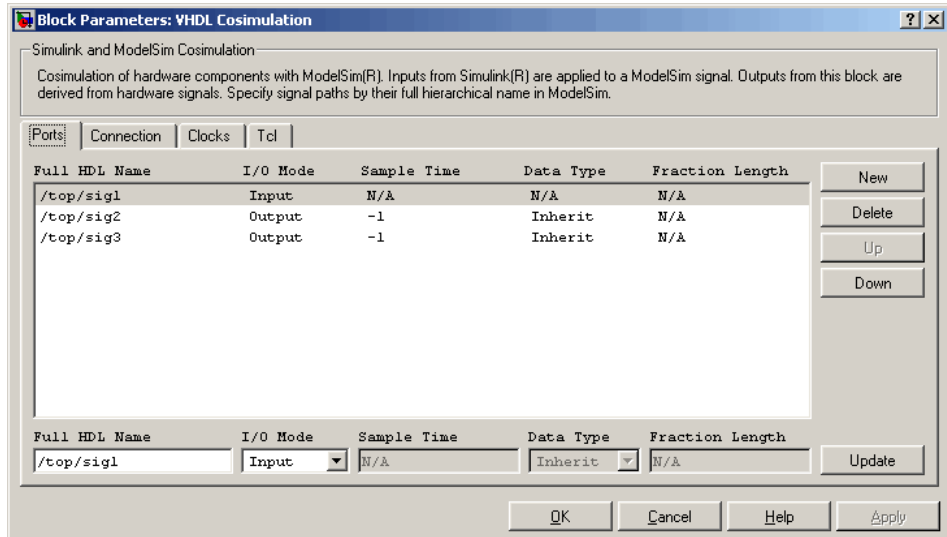 Block Parameters: VHDL Cosimulation
Simulink and ModelSim Cosimulation
Cosimulation of hardware components with ModelSim(R). Inputs from Simulink(R) are applied to a ModelSim signal. Outputs from this block are
derived from hardware signals. Specify signal paths by their full hierarchical name in ModelSim.
Ports Connection Clocks Tcl
Full HDL Name I/O Mode Sample Time Data Type Fraction Length
/top/sig1 Input N/A N/A N/A
/top/sig2 Output -1 Inherit N/A
/top/sig3 Output -1 Inherit N/A
New
Delete
Up
Down
Full HDL Name I/O Mode Sample Time Data Type Fraction Length
/top/sig1 Input N/A Inherit N/A Update
OK Cancel Help Apply